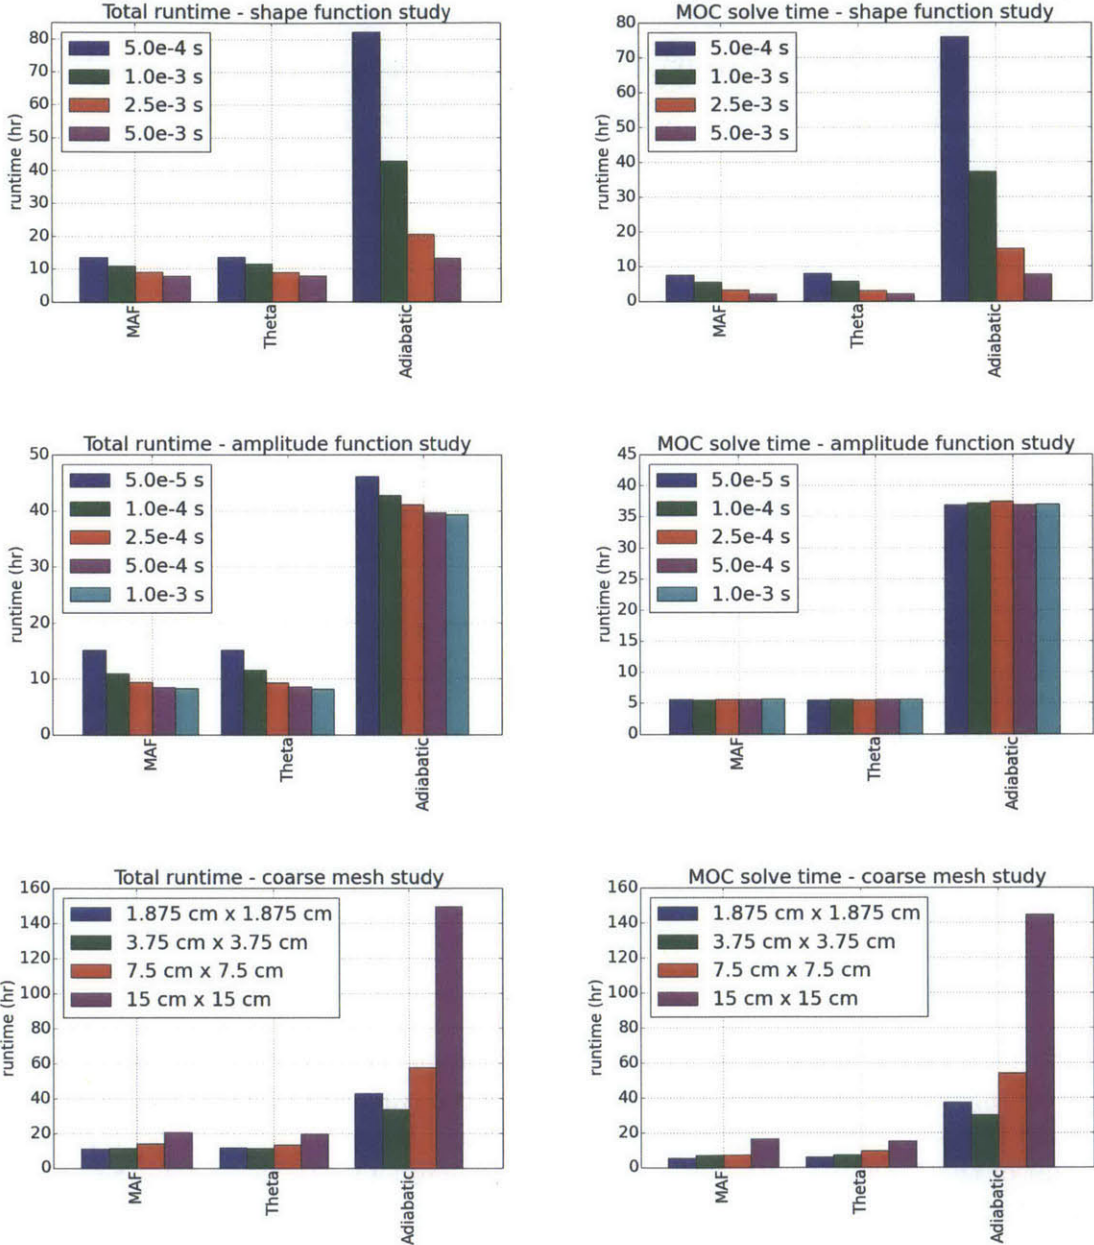 Total runtime - shape function study
80
70
60
50
40
30
20
10
0
runtime (hr)
5.0e-4 s
1.0e-3 s
2.5e-3 s
5.0e-3 s
MAF
Theta
Adiabatic
MOC solve time - shape function study
80
70
60
50
40
30
20
10
0
runtime (hr)
5.0e-4 s
1.0e-3 s
2.5e-3 s
5.0e-3 s
MAF
Theta
Adiabatic
Total runtime - amplitude function study
50
40
30
20
10
0
runtime (hr)
5.0e-5 s
1.0e-4 s
2.5e-4 s
5.0e-4 s
1.0e-3 s
MAF
Theta
Adiabatic
MOC solve time - amplitude function study
45
40
35
30
25
20
15
10
5
0
runtime (hr)
5.0e-5 s
1.0e-4 s
2.5e-4 s
5.0e-4 s
1.0e-3 s
MAF
Theta
Adiabatic
Total runtime - coarse mesh study
160
140
120
100
80
60
40
20
0
runtime (hr)
1.875 cm x 1.875 cm
3.75 cm x 3.75 cm
7.5 cm x 7.5 cm
15 cm x 15 cm
MAF
Theta
Adiabatic
MOC solve time - coarse mesh study
160
140
120
100
80
60
40
20
0
runtime (hr)
1.875 cm x 1.875 cm
3.75 cm x 3.75 cm
7.5 cm x 7.5 cm
15 cm x 15 cm
MAF
Theta
Adiabatic